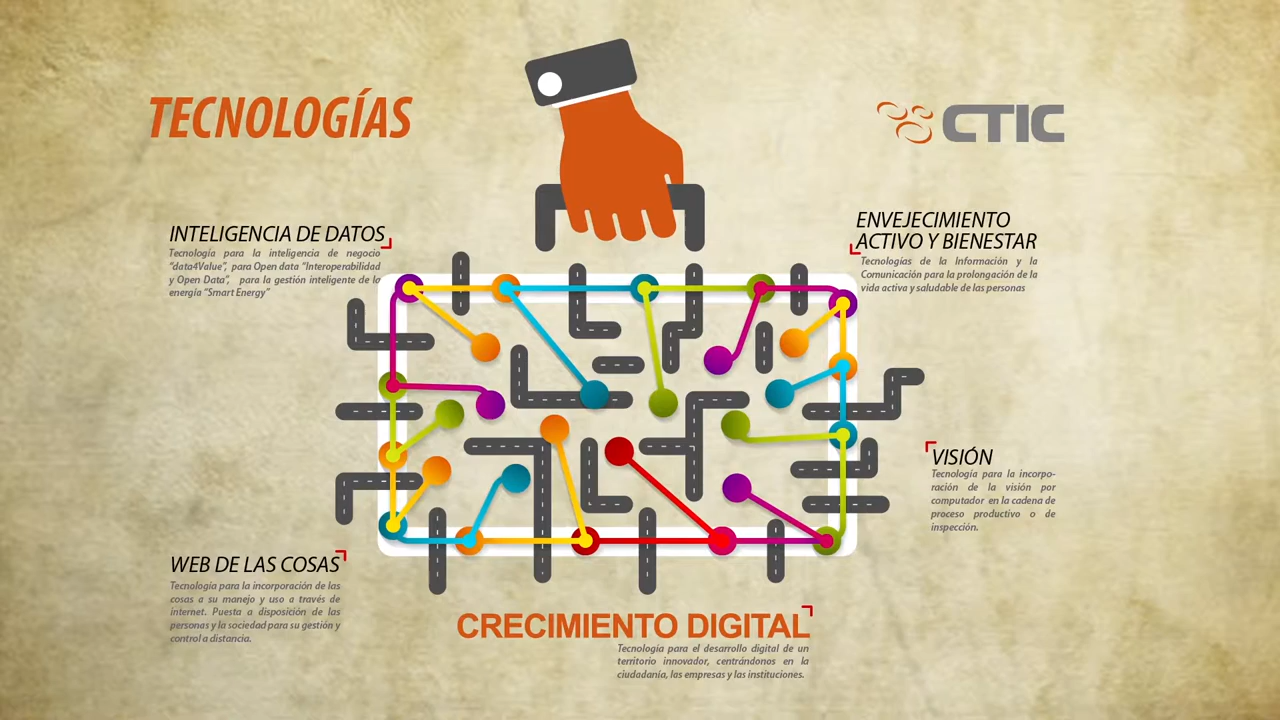 TECNOLOGÍAS
CTIC
INTELIGENCIA DE DATOS
Tecnología para la inteligencia de negocio
“data4Value”, para Open data “Interoperabilidad
y Open Data”, para la gestión inteligente de la
energía “Smart Energy”
ENVEJECIMIENTO
ACTIVO Y BIENESTAR
Tecnologías de la Información y la
Comunicación para la prolongación de la
vida activa y saludable de las personas
VISIÓN
Tecnología para la incorpo-
ración de la visión por
computador en la cadena de
proceso productivo o de
inspección.
WEB DE LAS COSAS
Tecnología para la incorporación de las
cosas a su manejo y uso a través de
internet. Puesta a disposición de las
personas y la sociedad para su gestión y
control a distancia.
CRECIMIENTO DIGITAL
Tecnología para el desarrollo digital de un
territorio innovador, centrándonos en la
ciudadanía, las empresas y las instituciones.